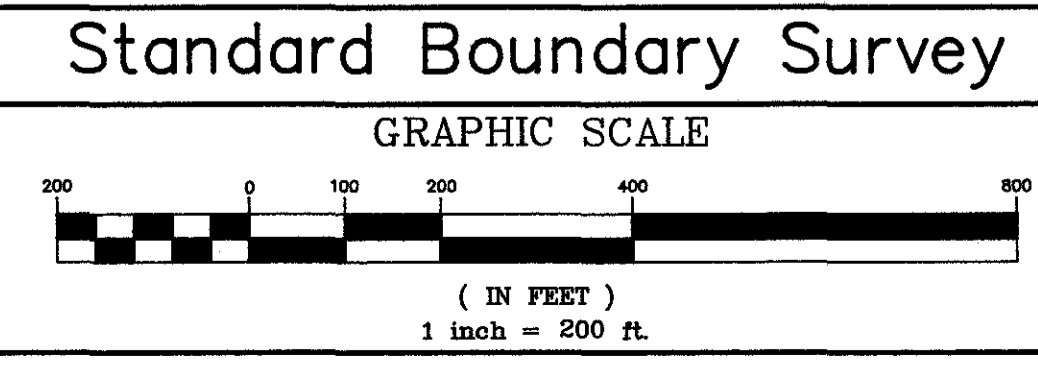 Standard Boundary Survey
GRAPHIC SCALE
200 0 100 200 400 800
( IN FEET )
1 inch = 200 ft.